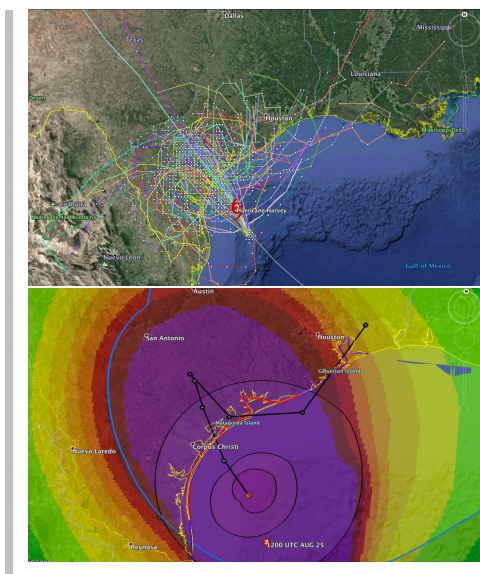 Dallas
Mississippi
Texas
Louisiana
Houston
Mississippi Delta
Hurricane Harvey
Nuevo Leon
Gulf of Mexico
Austin
San Antonio
Houston
Galveston Island
Matagorda Island
Corpus Christi
Nuevo Laredo
1200 UTC AUG 25
Reynosa